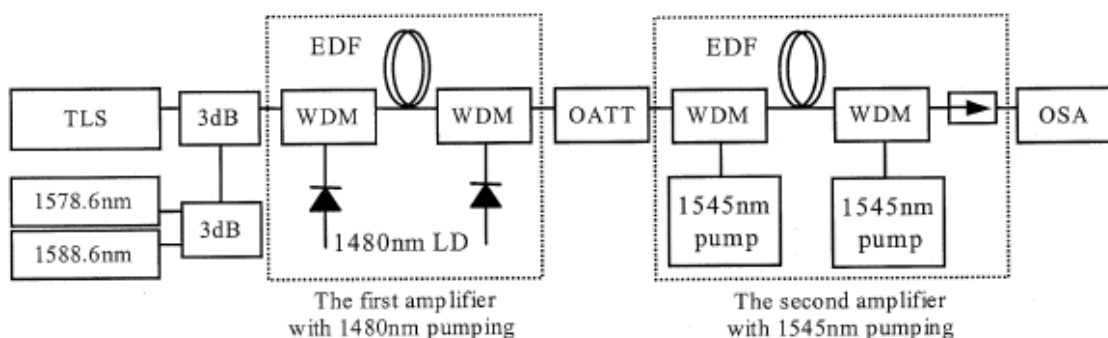 EDF
EDF
TLS
3dB
WDM
WDM
OATT
WDM
WDM
OSA
1578.6nm
1588.6nm
3dB
1480nm LD
1545nm
pump
1545nm
pump
The first amplifier
with 1480nm pumping
The second amplifier
with 1545nm pumping